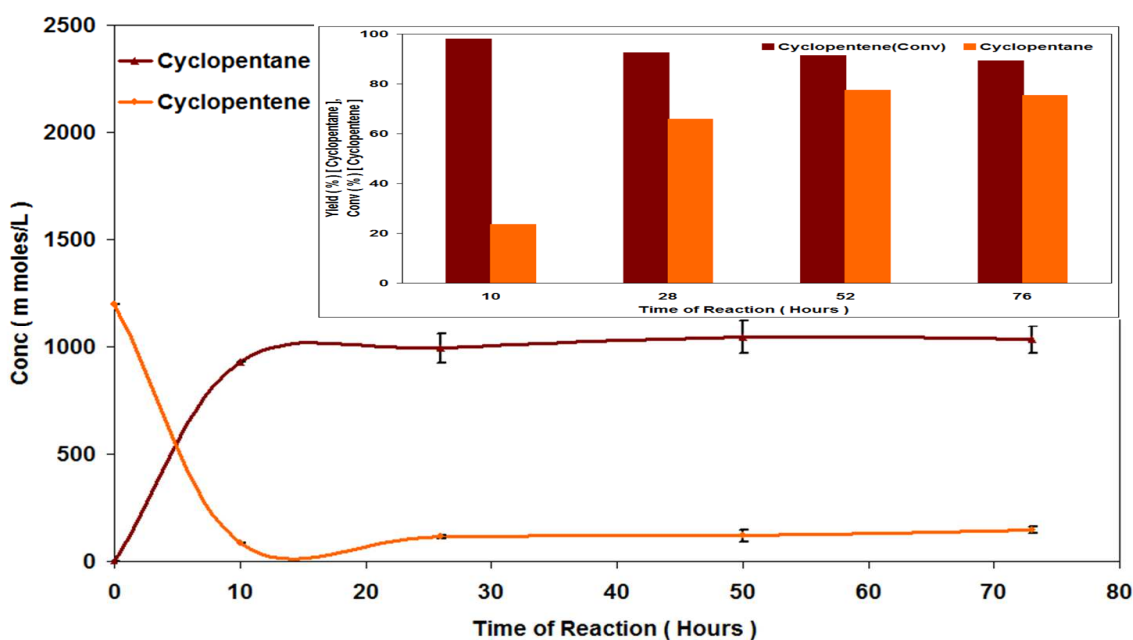 2500
2000
1500
1000
500
0
Conc ( m moles/L )
Cyclopentane
Cyclopentene
100
80
60
40
20
0
Yield ( % ) [ Cyclopentane ],
Conv ( % ) [ Cyclopentene ]
Cyclopentene(Conv) Cyclopentane
10 28 52 76
Time of Reaction ( Hours )
0 10 20 30 40 50 60 70 80
Time of Reaction ( Hours )